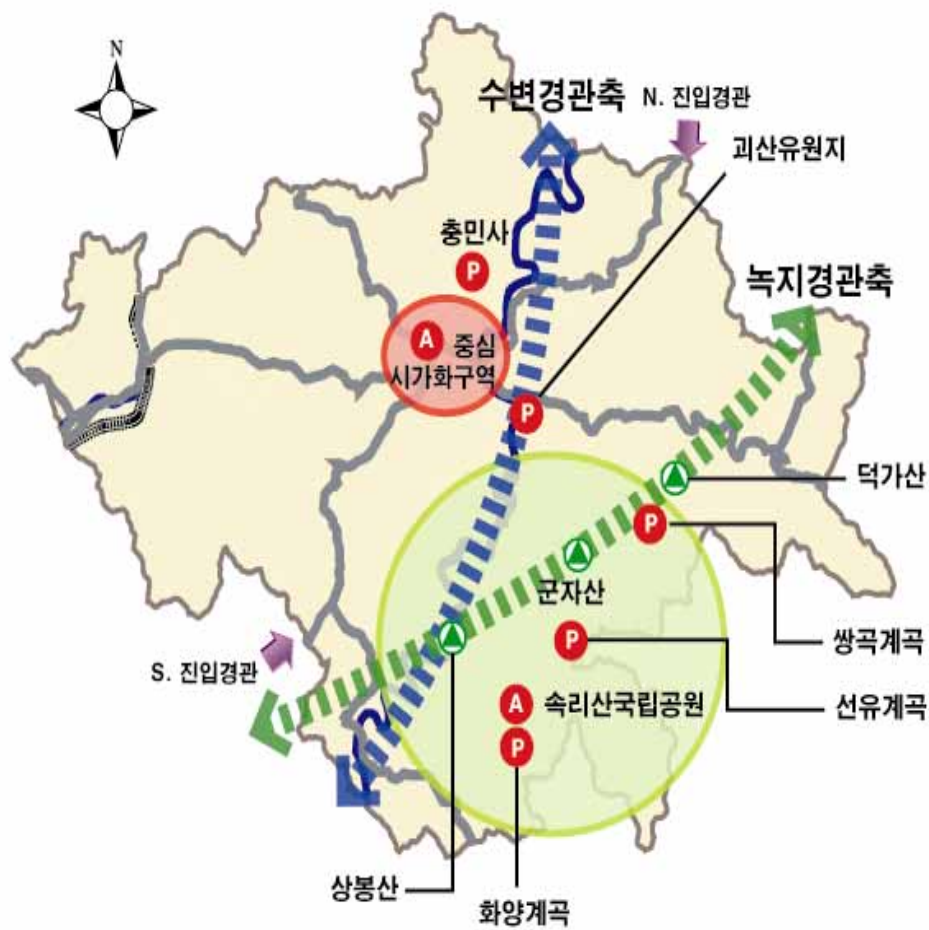 N
수변경관축
N. 진입경관
괴산유원지
충민사
P
녹지경관축
A 중심
시가화구역
P
덕가산
P
군자산
쌍곡계곡
P
S. 진입경관
A 속리산국립공원
선유계곡
P
상봉산
화양계곡